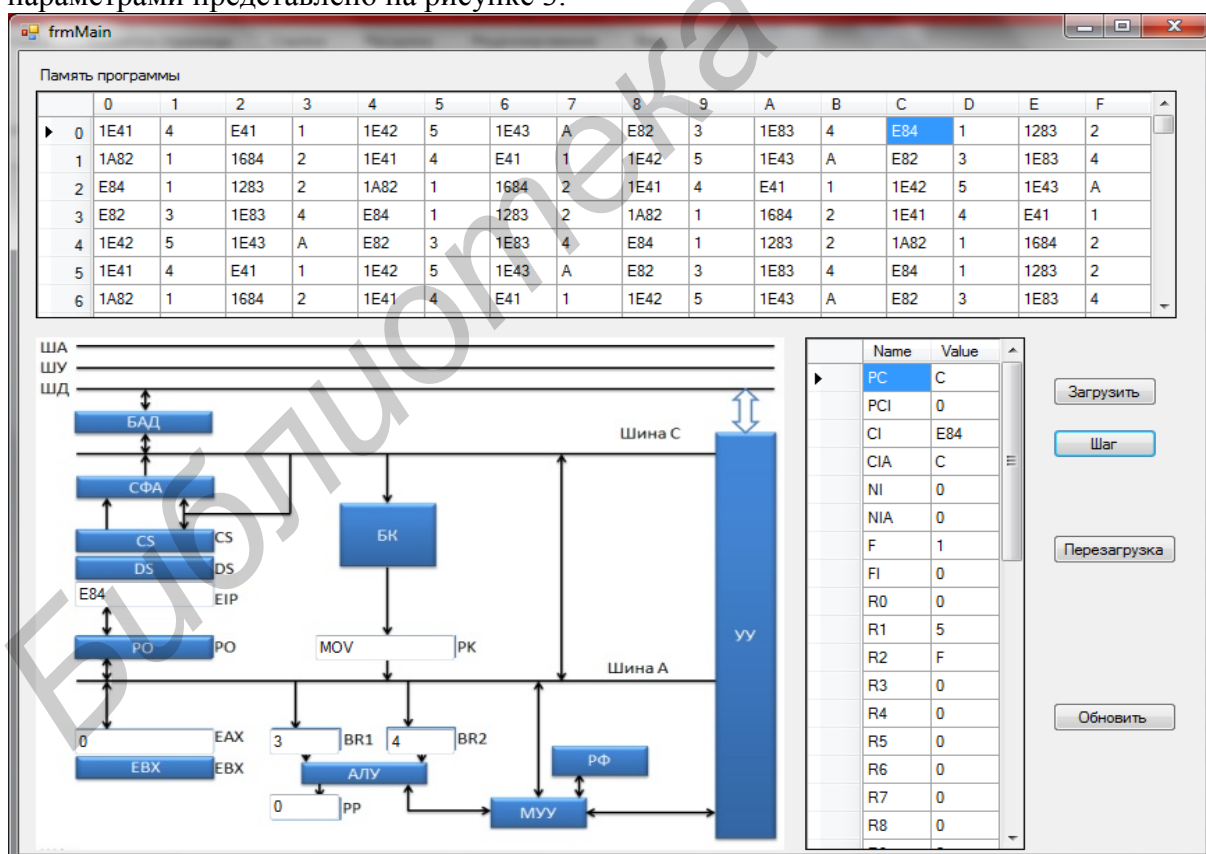 параметрами представлено на рисунке 3.
frmMain
Память программы
0 1 2 3 4 5 6 7 8 9 A B C D E F
0 1E41 4 E41 1 1E42 5 1E43 A E82 3 1E83 4 E84 1 1283 2
1 1A82 1 1684 2 1E41 4 E41 1 1E42 5 1E43 A E82 3 1E83 4
2 E84 1 1283 2 1A82 1 1684 2 1E41 4 E41 1 1E42 5 1E43 A
3 E82 3 1E83 4 E84 1 1283 2 1A82 1 1684 2 1E41 4 E41 1
4 1E42 5 1E43 A E82 3 1E83 4 E84 1 1283 2 1A82 1 1684 2
5 1E41 4 E41 1 1E42 5 1E43 A E82 3 1E83 4 E84 1 1283 2
6 1A82 1 1684 2 1E41 4 E41 1 1E42 5 1E43 A E82 3 1E83 4
ША
ШУ
ШД
БАД
Шина С
СФА
CS CS
DS DS
E84 EIP
БК
РО РО
MOV РК
УУ
Шина А
0 EAX
3 BR1 4 BR2
EBX EBX
АЛУ
РФ
0 РР
МУУ
Name Value
PC C
PCI 0
CI E84
CIA C
NI 0
NIA 0
F 1
FI 0
R0 0
R1 5
R2 F
R3 0
R4 0
R5 0
R6 0
R7 0
R8 0
Загрузить
Шаг
Перезагрузка
Обновить
Библиотека